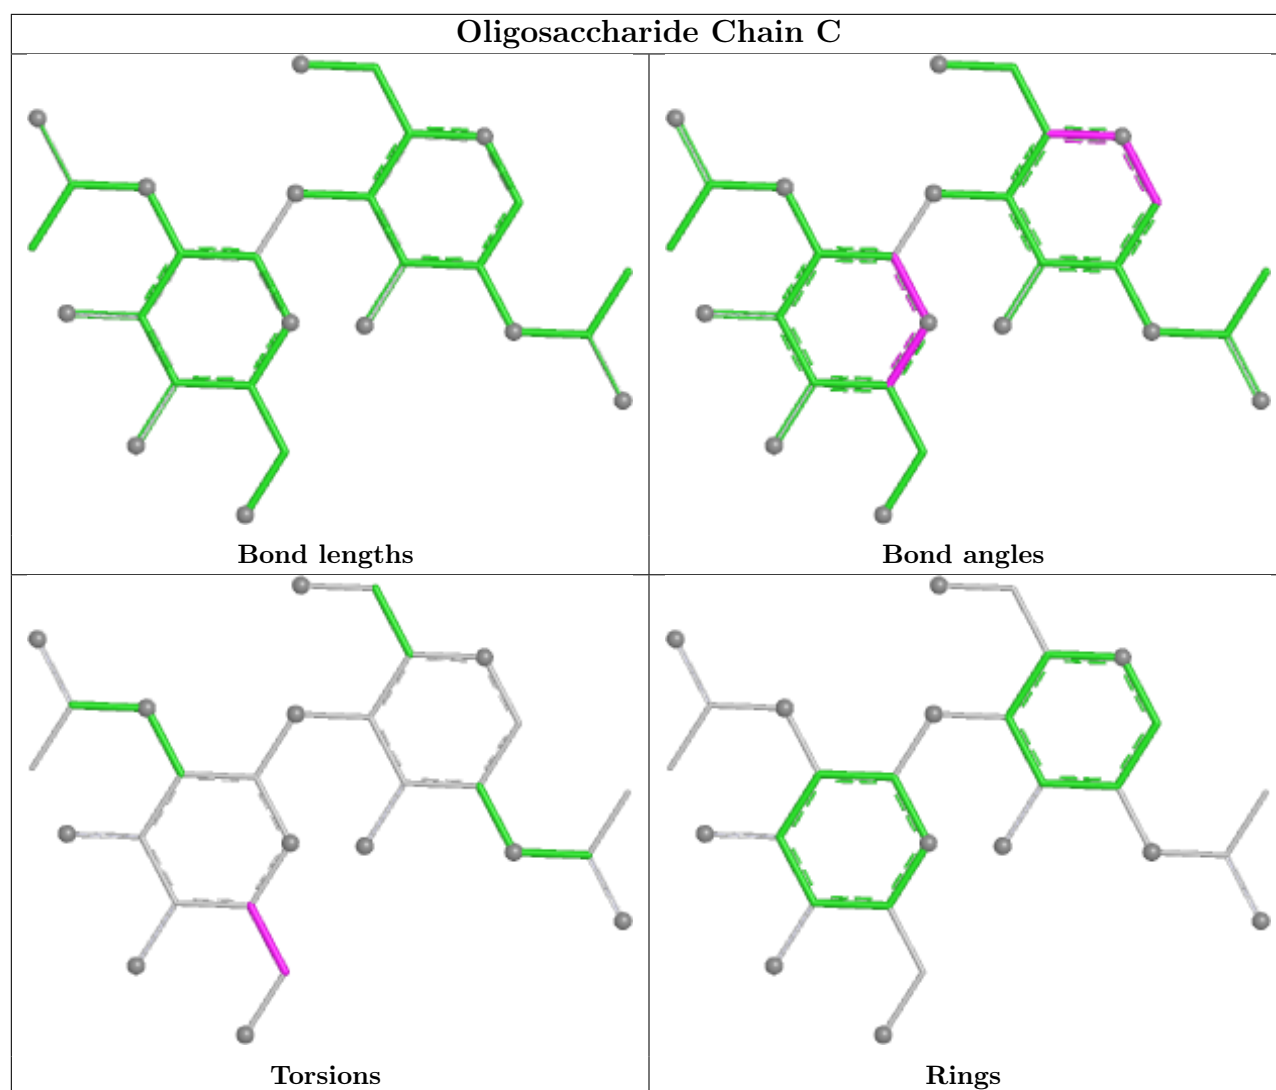 Oligosaccharide Chain C
Bond lengths
Bond angles
Torsions
Rings